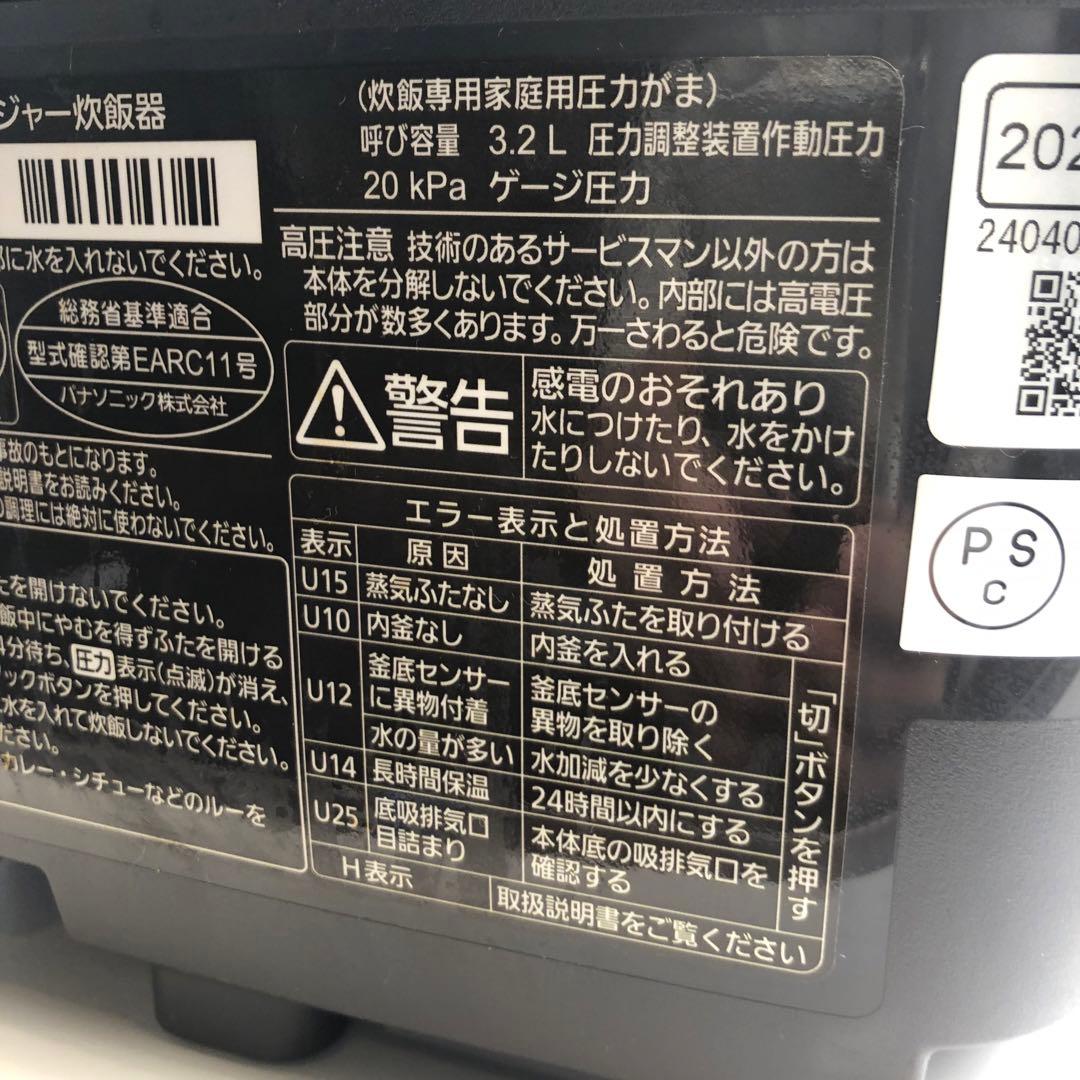 ジャー炊飯器
(炊飯専用家庭用圧力がま)
呼び容量 3.2 L 圧力調整装置作動圧力
20 kPa ゲージ圧力
に水を入れないでください。
総務省基準適合
型式確認第EARC11号
パナソニック株式会社
事故のもとになります。
説明書をお読みください。
調理には絶対に使わないでください。
たを開けないでください。
飯中にやむを得ずふたを開ける
4分待ち、圧力表示(点滅)が消え、
ックボタンを押してください。
水を入れて炊飯しないでください。
ださい。
カレー・シチューなどのルーを
高圧注意 技術のあるサービスマン以外の方は
本体を分解しないでください。内部には高電圧
部分が数多くあります。万一さわると危険です。
警告
感電のおそれあり
水につけたり、水をかけ
たりしないでください。
エラー表示と処置方法
表示 原因 処置方法
U15 蒸気ふたなし 蒸気ふたを取り付ける
U10 内釜なし 内釜を入れる
U12 釜底センサーに異物付着 釜底センサーの異物を取り除く
水の量が多い 水加減を少なくする
U14 長時間保温 24時間以内にする
U25 底吸排気口目詰まり 本体底の吸排気口を確認する
「切」ボタンを押す
H表示 取扱説明書をご覧ください
202
24040
PS
C